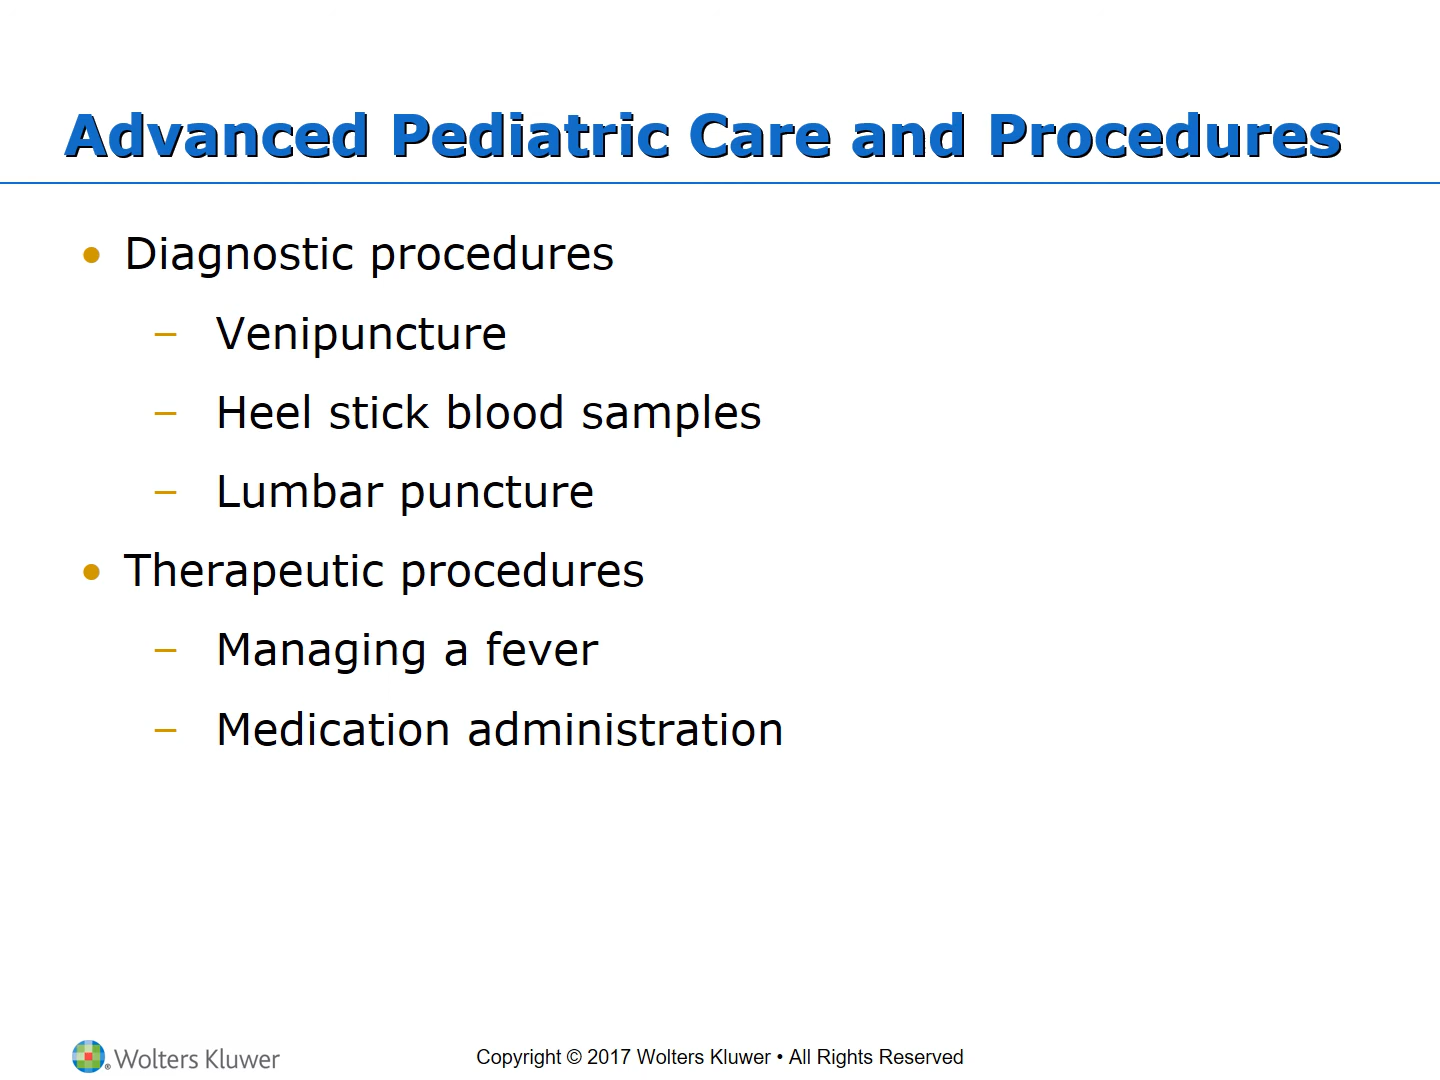 Advanced Pediatric Care and Procedures
• Diagnostic procedures
– Venipuncture
– Heel stick blood samples
– Lumbar puncture
• Therapeutic procedures
– Managing a fever
– Medication administration
® Wolters Kluwer
Copyright © 2017 Wolters Kluwer • All Rights Reserved